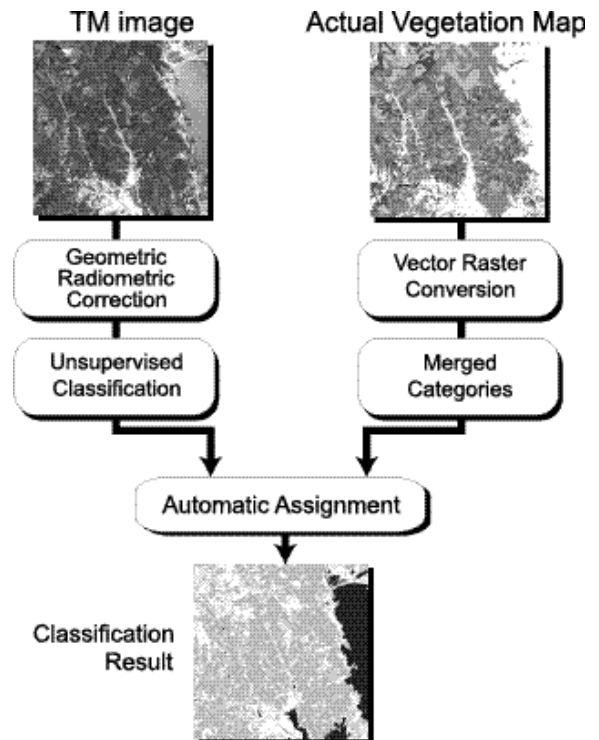 TM image
Actual Vegetation Map
Geometric
Radiometric
Correction
Vector Raster
Conversion
Unsupervised
Classification
Merged
Categories
Automatic Assignment
Classification
Result